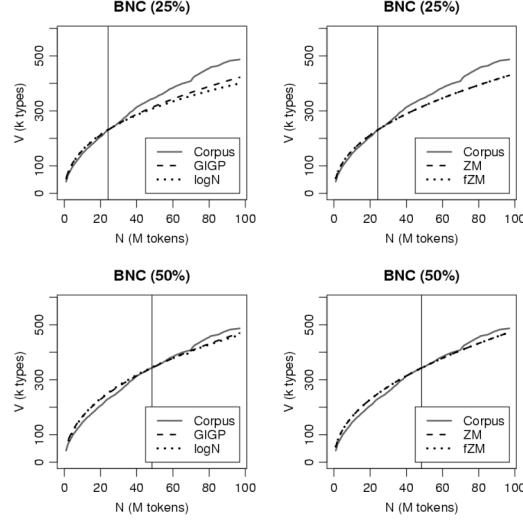 BNC (25%)
V (k types)
0 100 300 500
0 20 40 60 80 100
N (M tokens)
Corpus
GIGP
logN
BNC (25%)
V (k types)
0 100 300 500
0 20 40 60 80 100
N (M tokens)
Corpus
ZM
fZM
BNC (50%)
V (k types)
0 100 300 500
0 20 40 60 80 100
N (M tokens)
Corpus
GIGP
logN
BNC (50%)
V (k types)
0 100 300 500
0 20 40 60 80 100
N (M tokens)
Corpus
ZM
fZM